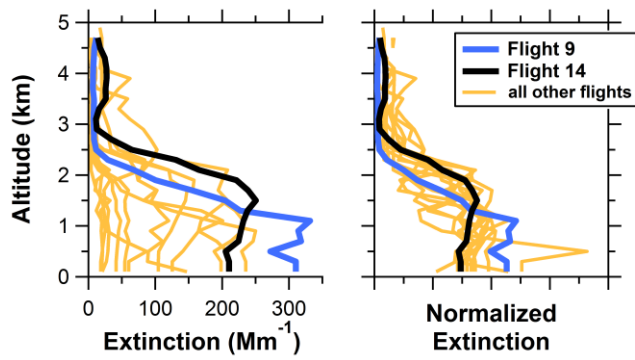 5
4
3
2
1
0
Altitude (km)
0 100 200 300
Extinction (Mm⁻¹)
Flight 9
Flight 14
all other flights
Normalized
Extinction